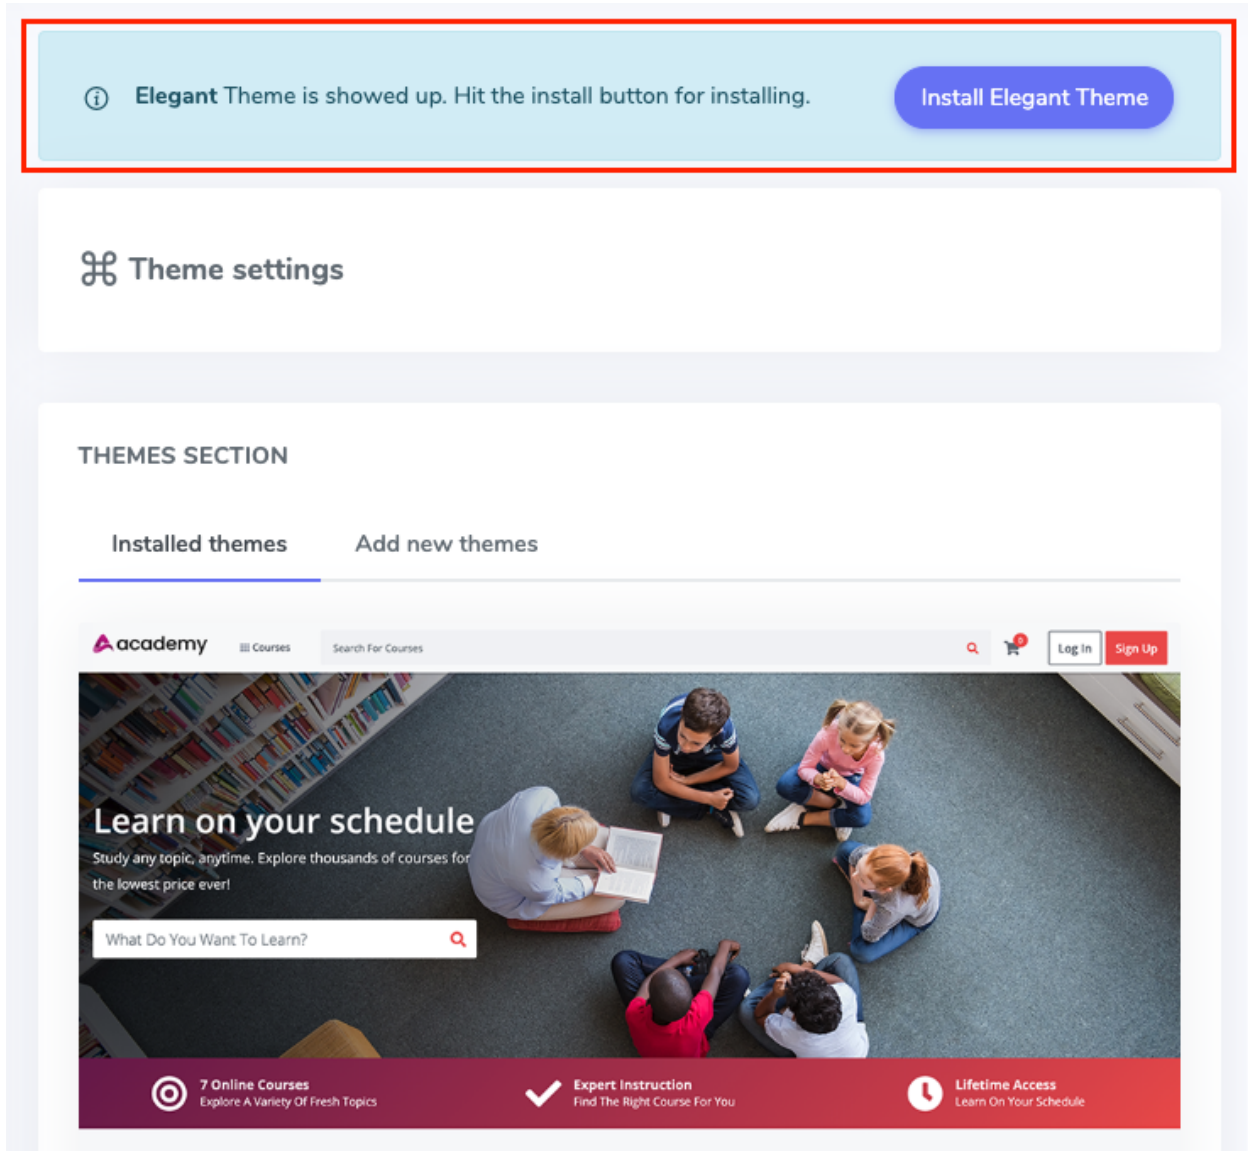 Elegant Theme is showed up. Hit the install button for installing.
Install Elegant Theme
Theme settings
THEMES SECTION
Installed themes
Add new themes
academy
Courses
Search For Courses
0
Log In
Sign Up
Learn on your schedule
Study any topic, anytime. Explore thousands of courses for
the lowest price ever!
What Do You Want To Learn?
7 Online Courses
Explore A Variety Of Fresh Topics
Expert Instruction
Find The Right Course For You
Lifetime Access
Learn On Your Schedule